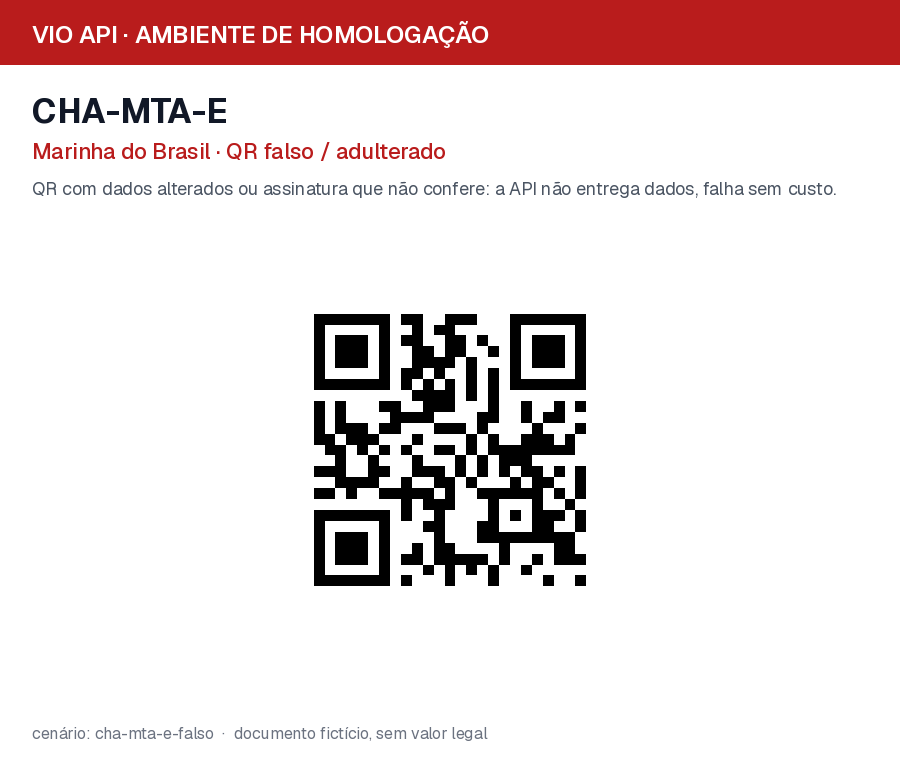 VIO API · AMBIENTE DE HOMOLOGAÇÃO
CHA-MTA-E
Marinha do Brasil · QR falso / adulterado
QR com dados alterados ou assinatura que não confere: a API não entrega dados, falha sem custo.
cenário: cha-mta-e-falso · documento fictício, sem valor legal